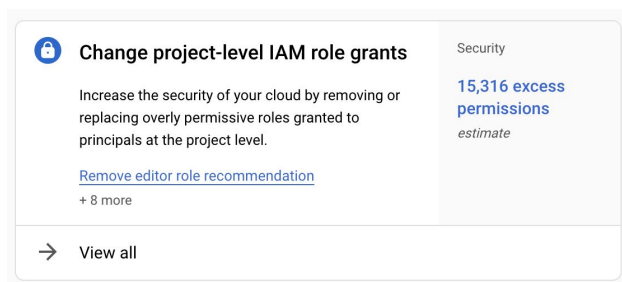 Change project-level IAM role grants
Increase the security of your cloud by removing or
replacing overly permissive roles granted to
principals at the project level.
Remove editor role recommendation
+ 8 more
Security
15,316 excess
permissions
estimate
View all